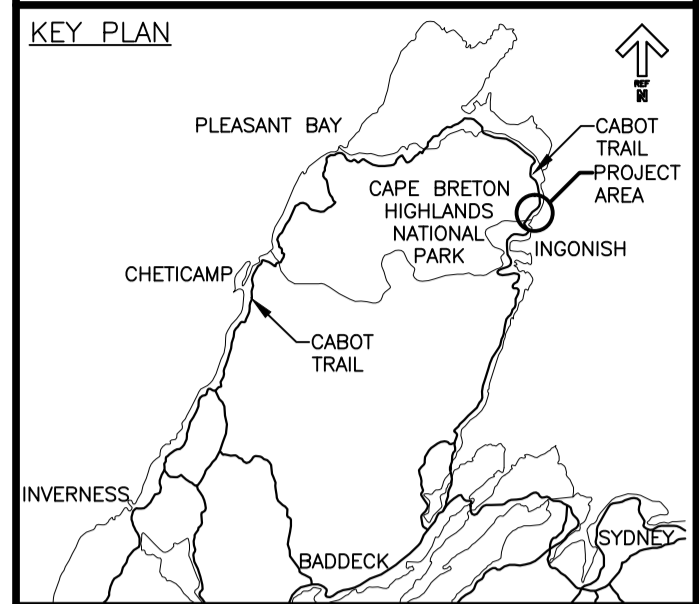 KEY PLAN
REF
N
PLEASANT BAY
CABOT
TRAIL
PROJECT
AREA
CAPE BRETON
HIGHLANDS
NATIONAL
PARK
INGONISH
CHETICAMP
CABOT
TRAIL
INVERNESS
SYDNEY
BADDECK